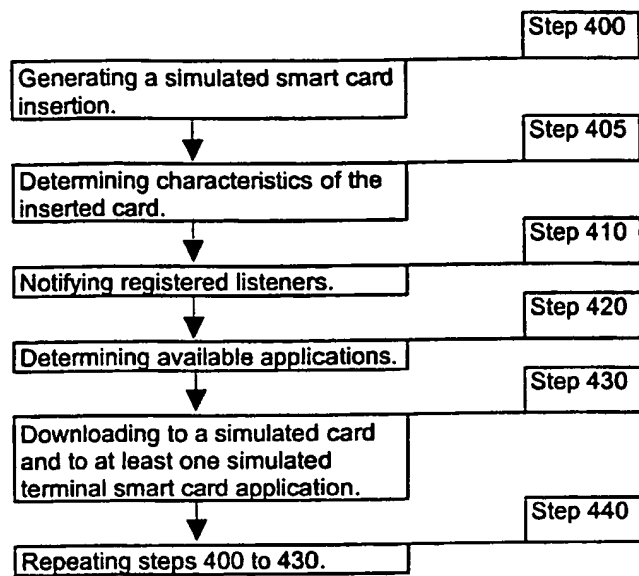 Step 400
Generating a simulated smart card
insertion.
Step 405
Determining characteristics of the
inserted card.
Step 410
Notifying registered listeners.
Step 420
Determining available applications.
Step 430
Downloading to a simulated card
and to at least one simulated
terminal smart card application.
Step 440
Repeating steps 400 to 430.